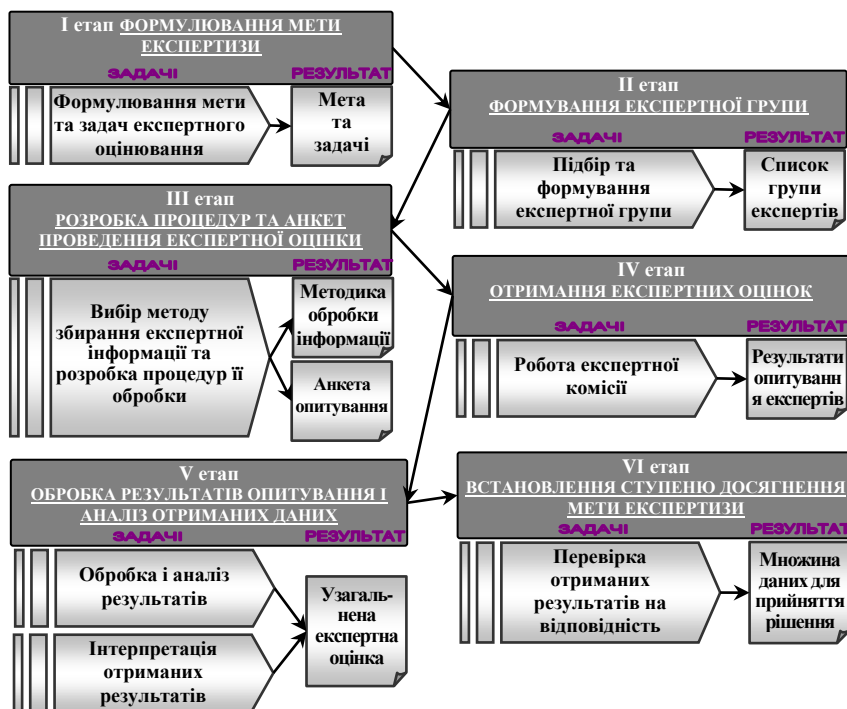 I етап ФОРМУЛЮВАННЯ МЕТИ
ЕКСПЕРТИЗИ
ЗАДАЧІ РЕЗУЛЬТАТ
Формулювання мети
та задач експертного
оцінювання
Мета
та
задачі
II етап
ФОРМУВАННЯ ЕКСПЕРТНОЇ ГРУПИ
ЗАДАЧІ РЕЗУЛЬТАТ
Підбір та
формування
експертної групи
Список
групи
експертів
III етап
РОЗРОБКА ПРОЦЕДУР ТА АНКЕТ
ПРОВЕДЕННЯ ЕКСПЕРТНОЇ ОЦІНКИ
ЗАДАЧІ РЕЗУЛЬТАТ
Вибір методу
збирання експертної
інформації та
розробка процедур її
обробки
Методика
обробки
інформації
Анкета
опитування
IV етап
ОТРИМАННЯ ЕКСПЕРТНИХ ОЦІНОК
ЗАДАЧІ РЕЗУЛЬТАТ
Робота експертної
комісії
Результати
опитуванн
я експертів
V етап
ОБРОБКА РЕЗУЛЬТАТІВ ОПИТУВАННЯ І
АНАЛІЗ ОТРИМАНИХ ДАНИХ
ЗАДАЧІ РЕЗУЛЬТАТ
Обробка і аналіз
результатів
Інтерпретація
отриманих
результатів
Узагаль-
нена
експертна
оцінка
VI етап
ВСТАНОВЛЕННЯ СТУПЕНЮ ДОСЯГНЕННЯ
МЕТИ ЕКСПЕРТИЗИ
ЗАДАЧІ РЕЗУЛЬТАТ
Перевірка
отриманих
результатів на
відповідність
Множина
даних для
прийняття
рішення